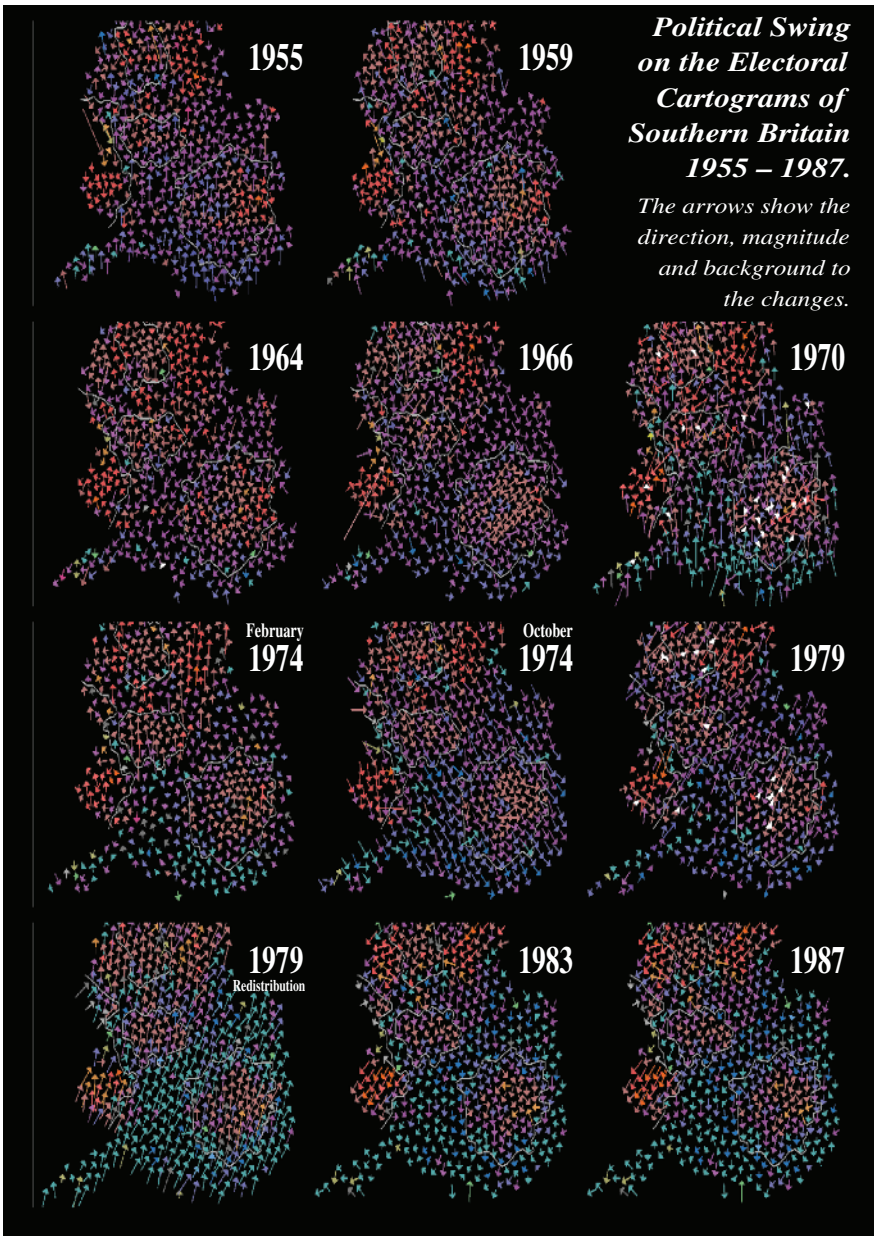 1955
1959
Political Swing
on the Electoral
Cartograms of
Southern Britain
1955 – 1987.
The arrows show the
direction, magnitude
and background to
the changes.
1964
1966
1970
February
1974
October
1974
1979
1979
Redistribution
1983
1987